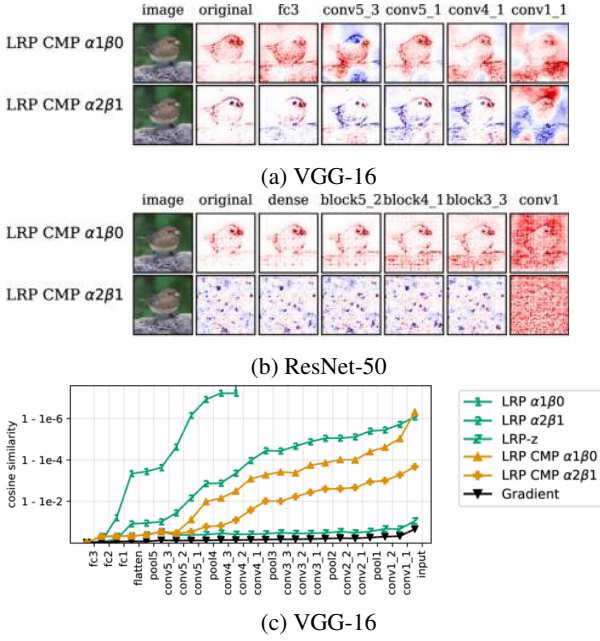 image original fc3 conv5_3 conv5_1 conv4_1 conv1_1
LRP CMP α1β0
LRP CMP α2β1
(a) VGG-16
image original dense block5_2 block4_1 block3_3 conv1
LRP CMP α1β0
LRP CMP α2β1
(b) ResNet-50
cosine similarity
1 - 1e-6
1 - 1e-4
1 - 1e-2
fc3
fc2
fc1
flatten
pool5
conv5_3
conv5_2
conv5_1
pool4
conv4_3
conv4_2
conv4_1
pool3
conv3_3
conv3_2
conv3_1
pool2
conv2_2
conv2_1
pool1
conv1_2
conv1_1
input
LRP α1β0
LRP α2β1
LRP-z
LRP CMP α1β0
LRP CMP α2β1
Gradient
(c) VGG-16